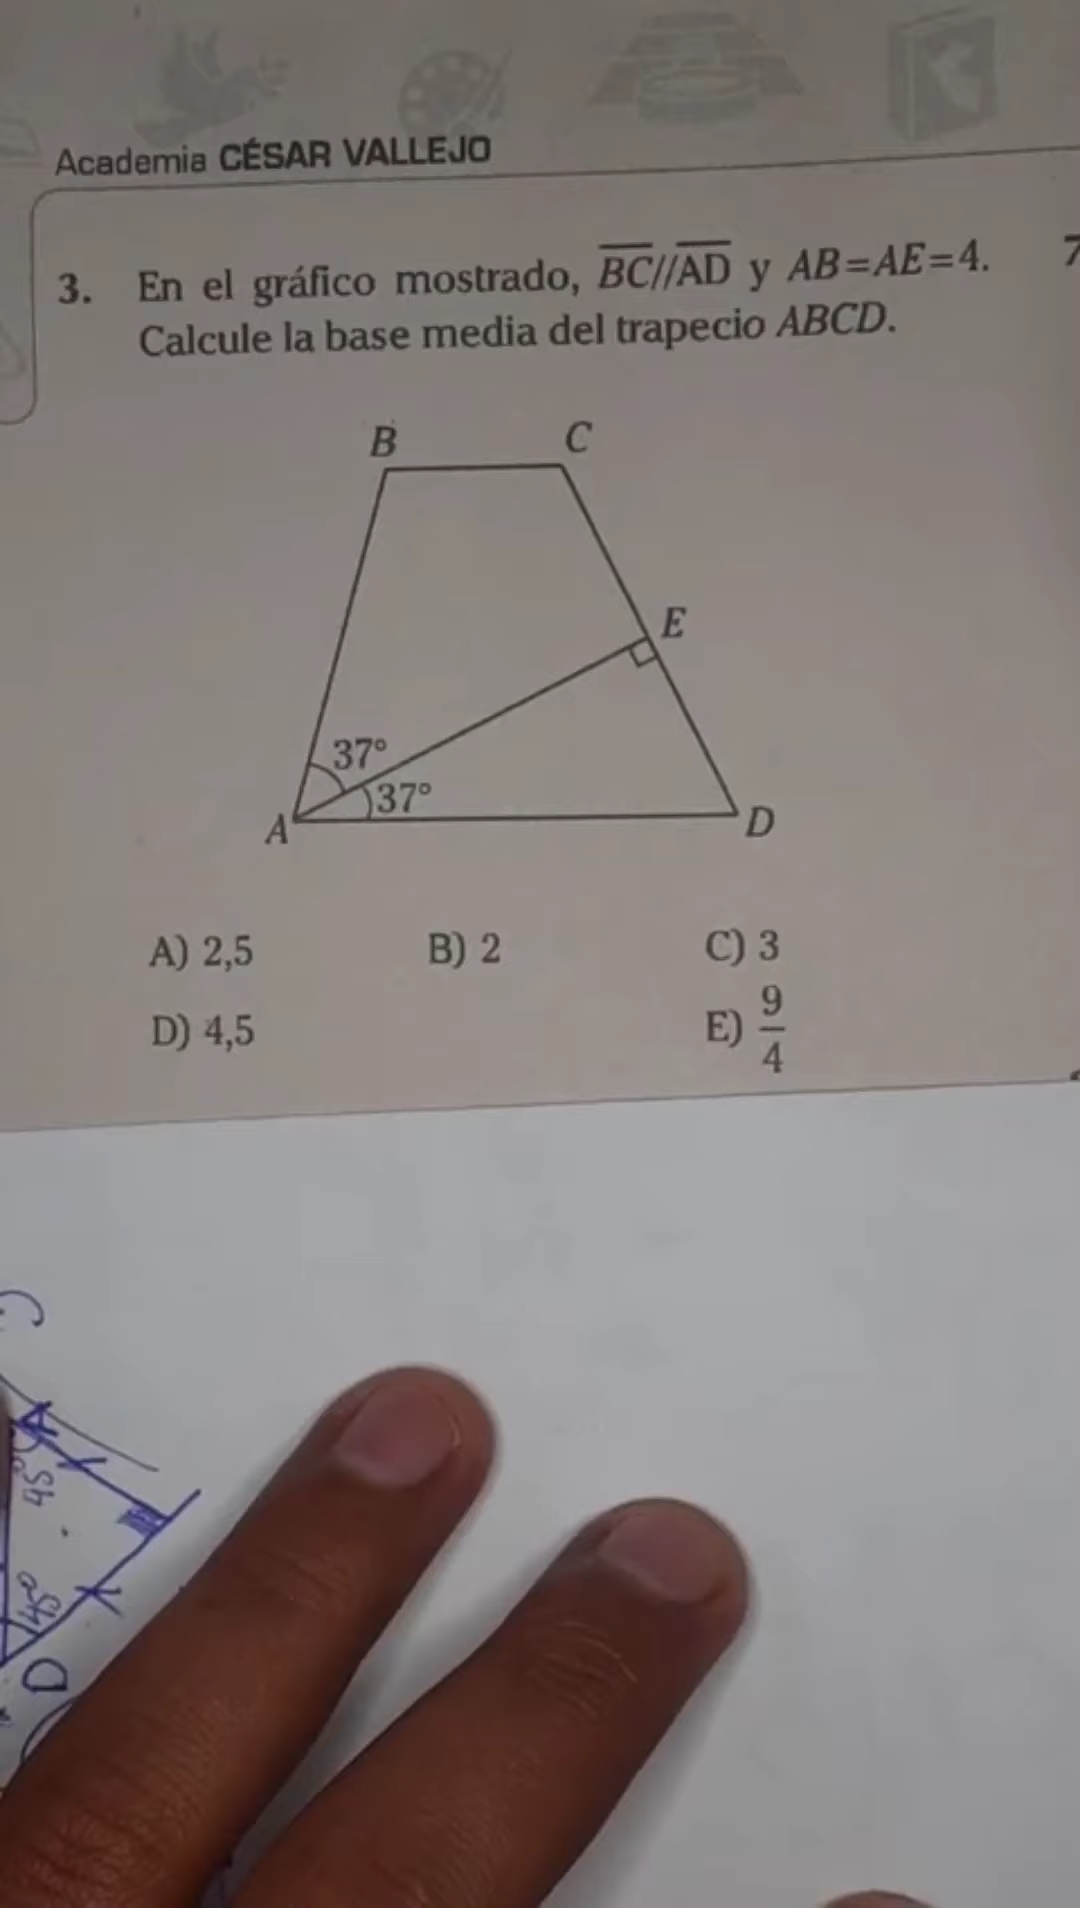 Academia CÉSAR VALLEJO
3. En el gráfico mostrado, BC//AD y AB=AE=4.
Calcule la base media del trapecio ABCD.
7
B
C
E
37°
37°
A
D
A) 2,5 B) 2 C) 3
D) 4,5 E) 9/4
A
45
45°
D